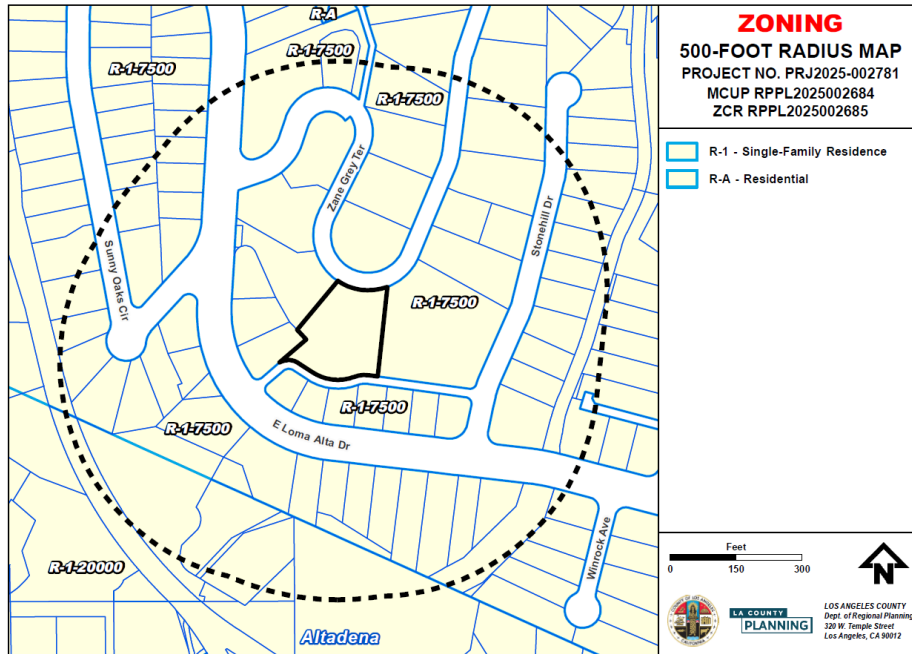 R-A
R-1-7500
R-1-7500
R-1-7500
Zane Grey Ter
Stonehill Dr
Sunny Oaks Cir
R-1-7500
R-1-7500
R-1-7500
E Loma Alta Dr
Winrock Ave
R-1-20000
Altadena
ZONING
500-FOOT RADIUS MAP
PROJECT NO. PRJ2025-002781
MCUP RPPL2025002684
ZCR RPPL2025002685
R-1 - Single-Family Residence
R-A - Residential
Feet
0 150 300
N
LA COUNTY
PLANNING
LOS ANGELES COUNTY
Dept. of Regional Planning
320 W. Temple Street
Los Angeles, CA 90012